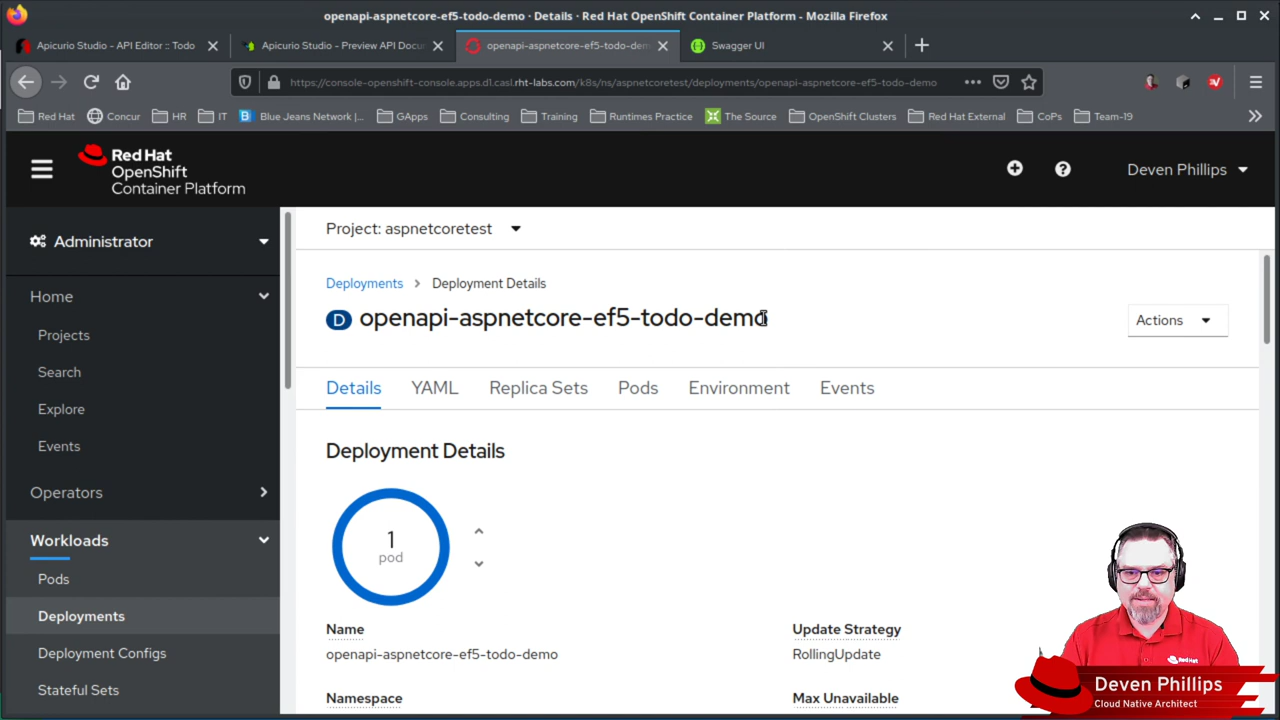 openapi-aspnetcore-ef5-todo-demo · Details · Red Hat OpenShift Container Platform - Mozilla Firefox
Apicurio Studio - API Editor :: Todo
Apicurio Studio - Preview API Docu
openapi-aspnetcore-ef5-todo-dem
Swagger UI
https://console-openshift-console.apps.d1.casl.rht-labs.com/k8s/ns/aspnetcoretest/deployments/openapi-aspnetcore-ef5-todo-demo
Red Hat
Concur
HR
IT
Blue Jeans Network |...
GApps
Consulting
Training
Runtimes Practice
The Source
OpenShift Clusters
Red Hat External
CoPs
Team-19
Red Hat
OpenShift
Container Platform
Deven Phillips
Administrator
Home
Projects
Search
Explore
Events
Operators
Workloads
Pods
Deployments
Deployment Configs
Stateful Sets
Project: aspnetcoretest
Deployments
Deployment Details
D
openapi-aspnetcore-ef5-todo-demo
Actions
Details
YAML
Replica Sets
Pods
Environment
Events
Deployment Details
1
pod
Name
openapi-aspnetcore-ef5-todo-demo
Namespace
Update Strategy
RollingUpdate
Max Unavailable
Red Hat
Deven Phillips
Cloud Native Architect